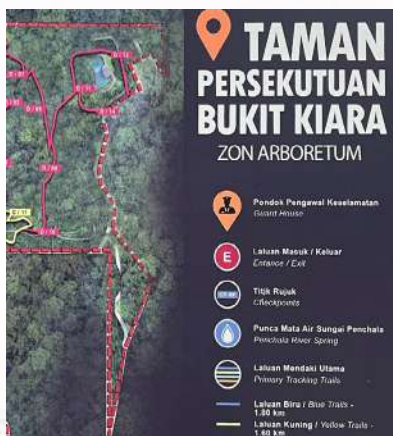 TAMAN
PERSEKUTUAN
BUKIT KIARA
ZON ARBORETUM
Pondok Pengawal Keselamatan
Guard House
E
Laluan Masuk / Keluar
Entrance / Exit
Titik Rujuk
Checkpoints
Punca Mata Air Sungai Penchala
Penchala River Spring
Laluan Mendaki Utama
Primary Tracking Trails
Laluan Biru / Blue Trails -
1.80 km
Laluan Kuning / Yellow Trails -
1.60 km